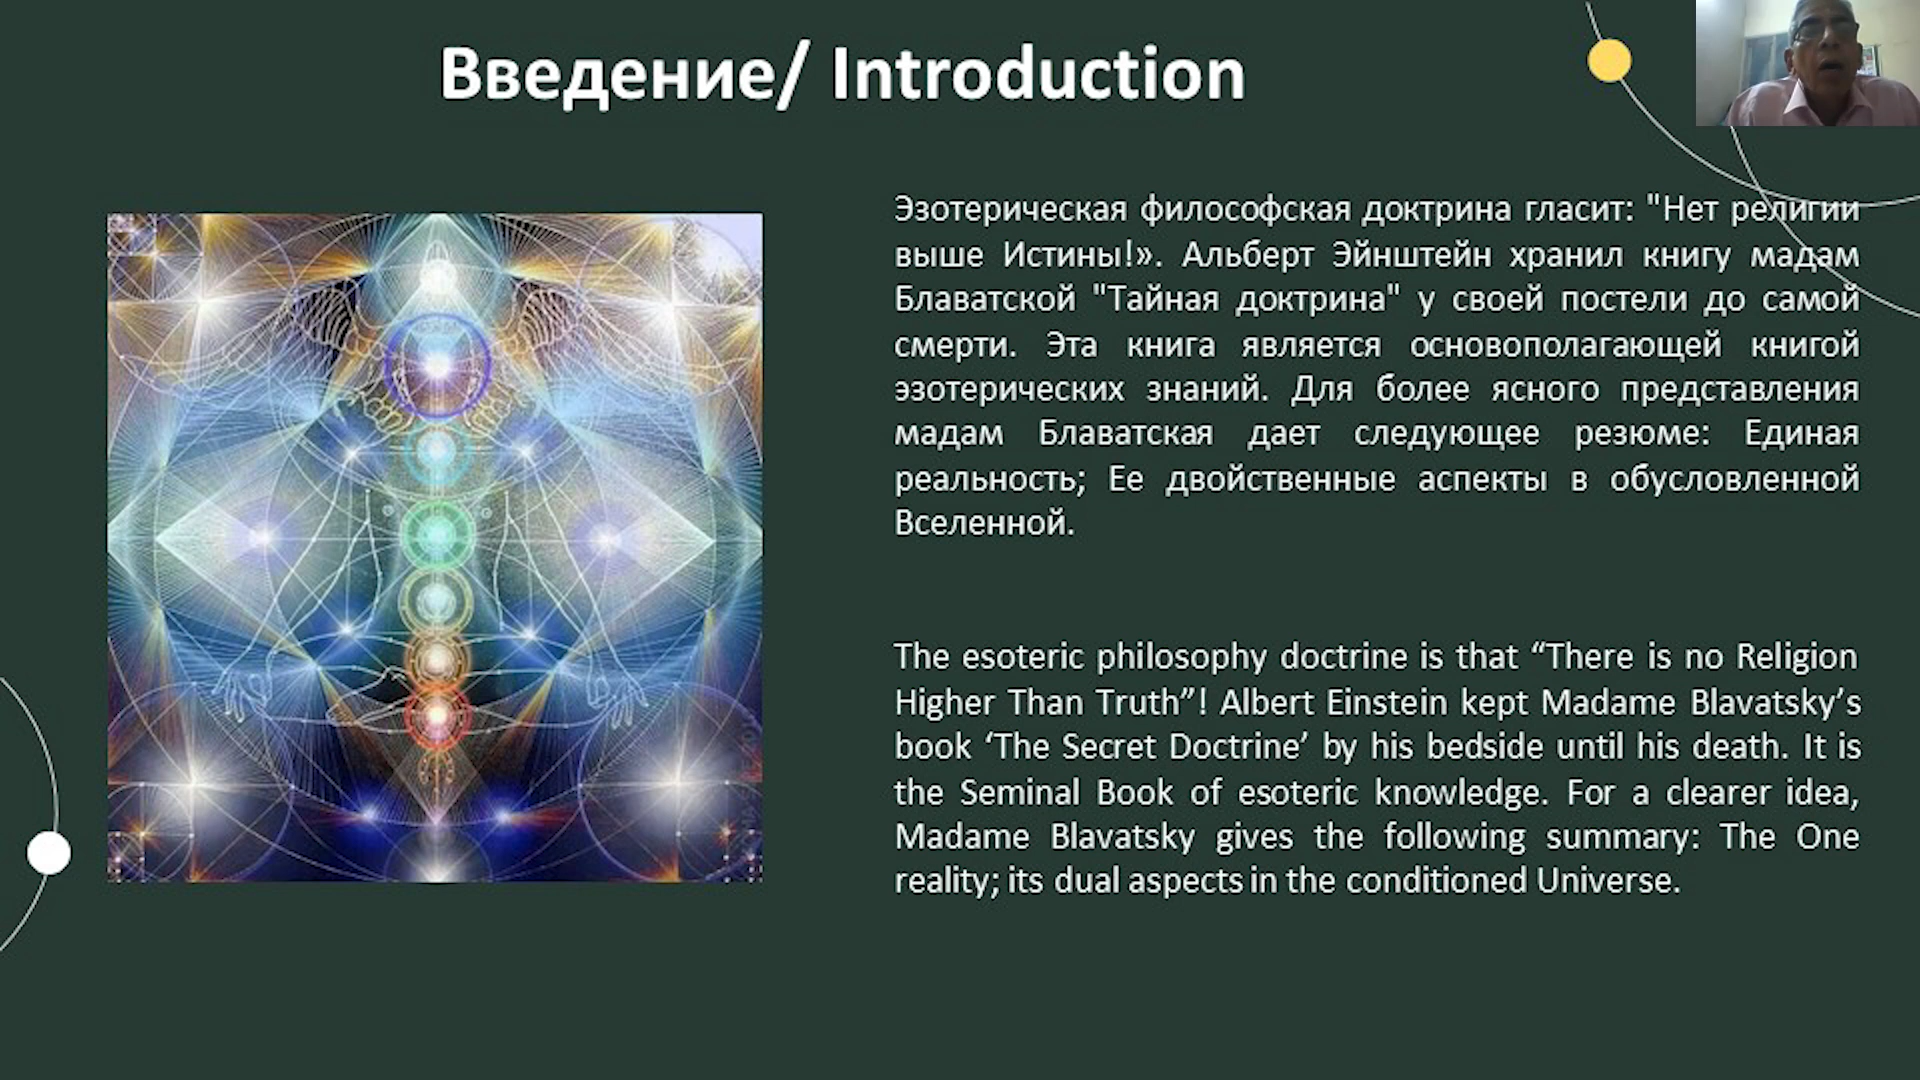 Введение/ Introduction
Эзотерическая философская доктрина гласит: "Нет религии
выше Истины!». Альберт Эйнштейн хранил книгу мадам
Блаватской "Тайная доктрина" у своей постели до самой
смерти. Эта книга является основополагающей книгой
эзотерических знаний. Для более ясного представления
мадам Блаватская дает следующее резюме: Единая
реальность; Ее двойственные аспекты в обусловленной
Вселенной.
The esoteric philosophy doctrine is that “There is no Religion
Higher Than Truth”! Albert Einstein kept Madame Blavatsky’s
book ‘The Secret Doctrine’ by his bedside until his death. It is
the Seminal Book of esoteric knowledge. For a clearer idea,
Madame Blavatsky gives the following summary: The One
reality; its dual aspects in the conditioned Universe.